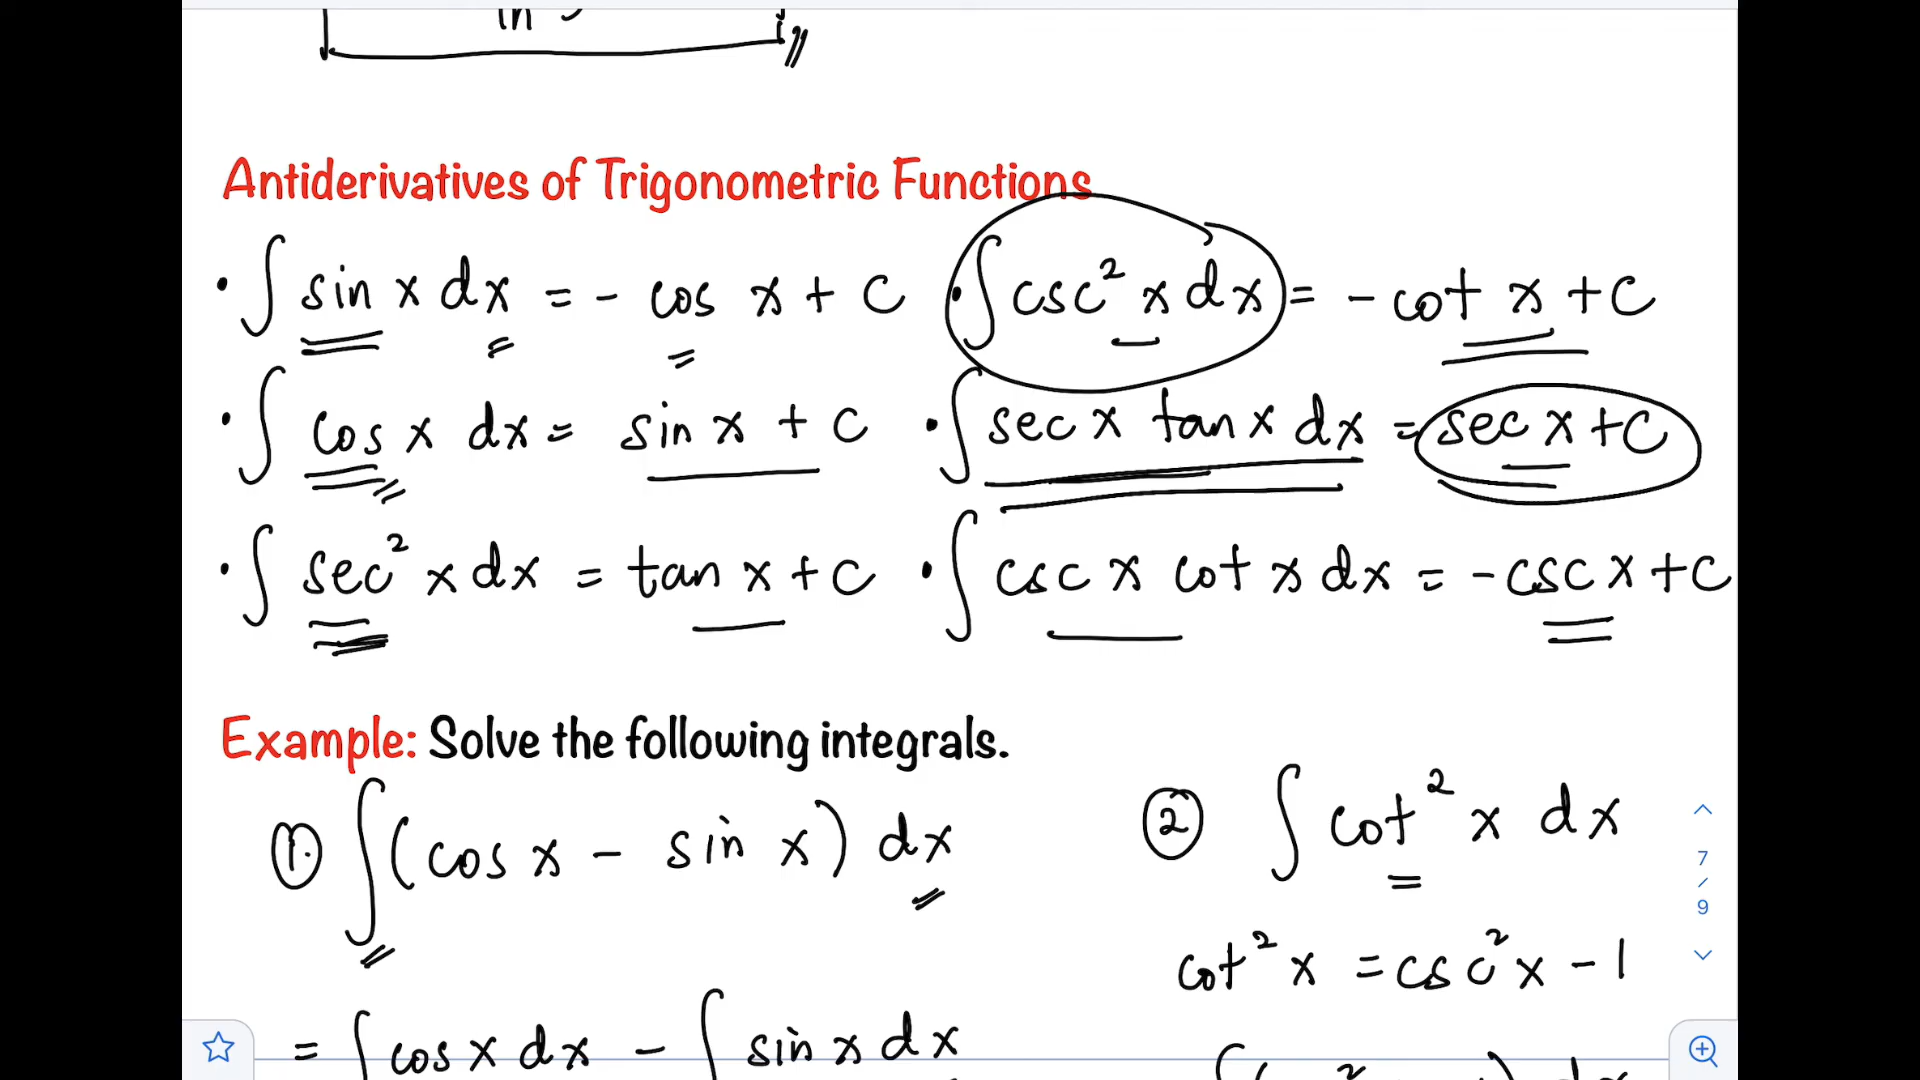 in
Antiderivatives of Trigonometric Functions
• ∫ sin x dx = - cos x + C
• ∫ csc² x dx = - cot x + C
• ∫ cos x dx = sin x + C
• ∫ sec x tan x dx = sec x + C
• ∫ sec² x dx = tan x + C
• ∫ csc x cot x dx = - csc x + C
Example: Solve the following integrals.
① ∫ (cos x - sin x) dx
= ∫ cos x dx - ∫ sin x dx
② ∫ cot² x dx
cot² x = csc² x - 1
7
/
9